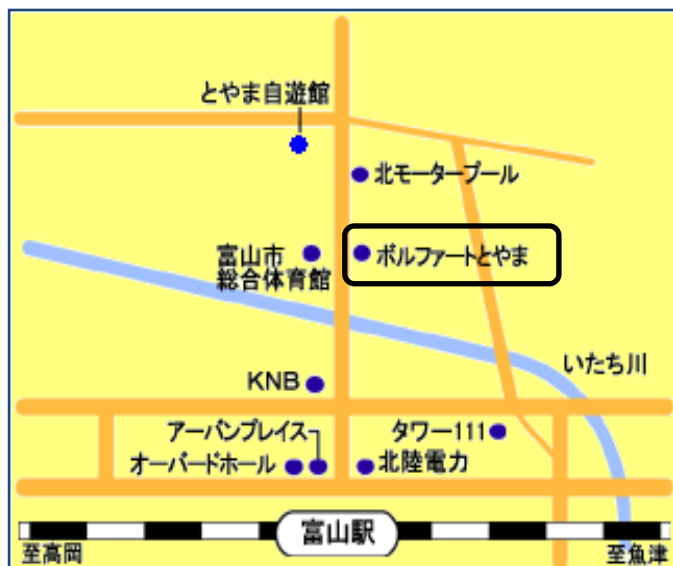 とやま自遊館
北モータープール
富山市
総合体育館
ボルファートとやま
いたち川
KNB
アーバンプレイス
タワー111
オーバードホール
北陸電力
富山駅
至高岡
至魚津